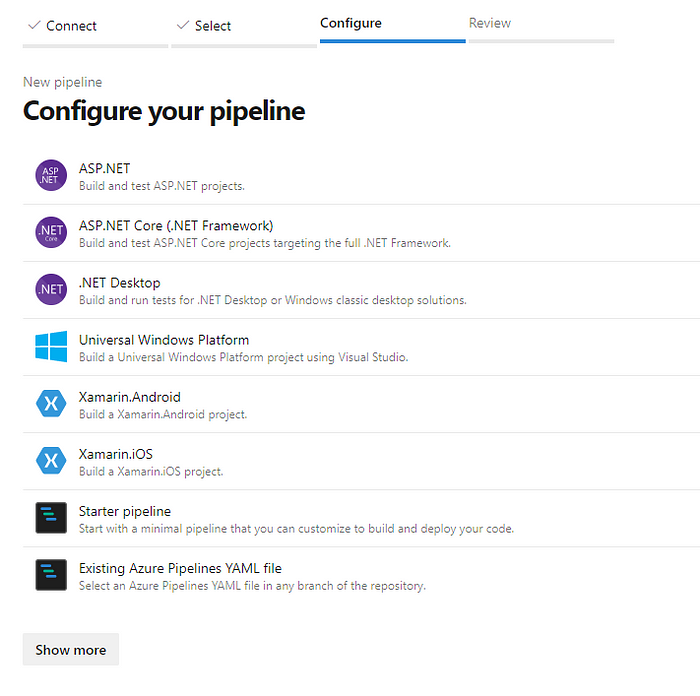 Connect
Select
Configure
Review
New pipeline
Configure your pipeline
ASP
.NET
ASP.NET
Build and test ASP.NET projects.
.NET
Core
ASP.NET Core (.NET Framework)
Build and test ASP.NET Core projects targeting the full .NET Framework.
.NET
.NET Desktop
Build and run tests for .NET Desktop or Windows classic desktop solutions.
Universal Windows Platform
Build a Universal Windows Platform project using Visual Studio.
Xamarin.Android
Build a Xamarin.Android project.
Xamarin.iOS
Build a Xamarin.iOS project.
Starter pipeline
Start with a minimal pipeline that you can customize to build and deploy your code.
Existing Azure Pipelines YAML file
Select an Azure Pipelines YAML file in any branch of the repository.
Show more